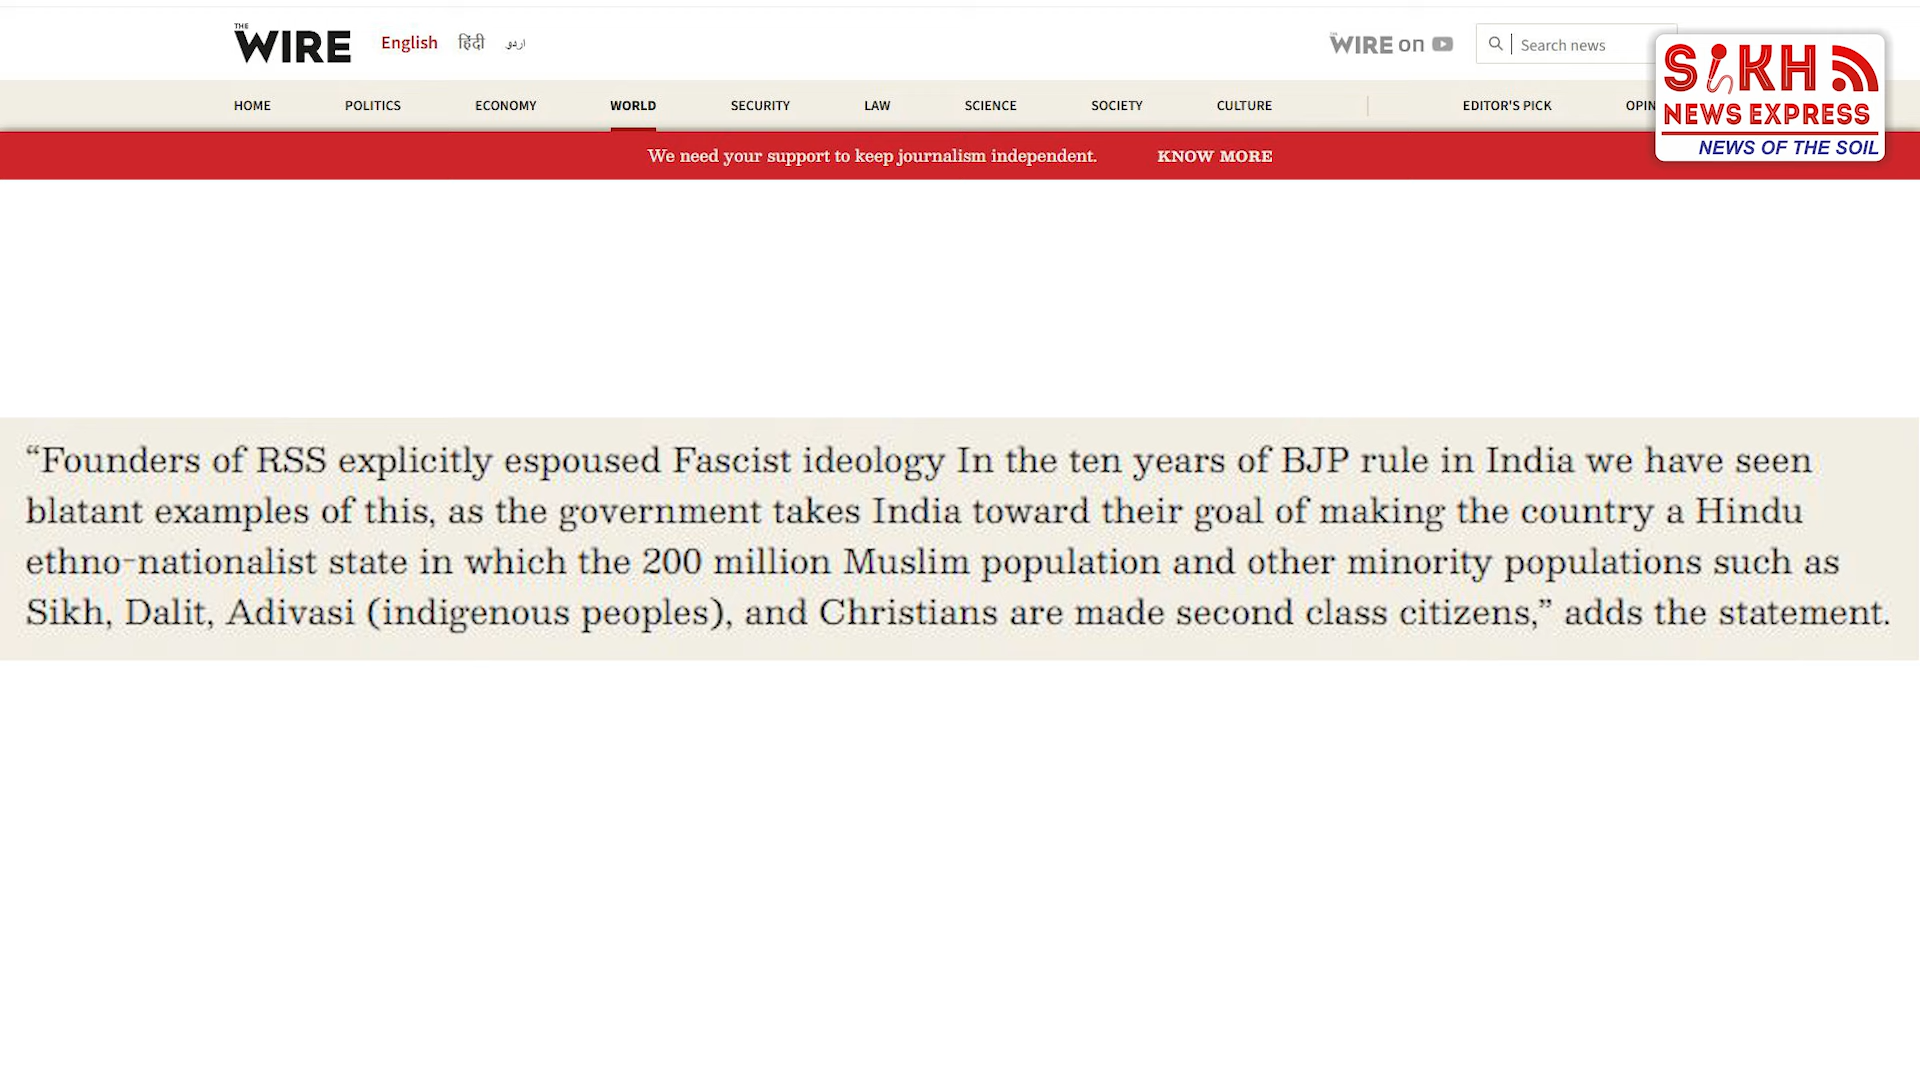 THE
WIRE
English हिंदी اردو
THE WIRE on
Search news
SiKH
NEWS EXPRESS
NEWS OF THE SOIL
HOME POLITICS ECONOMY WORLD SECURITY LAW SCIENCE SOCIETY CULTURE EDITOR'S PICK OPIN
We need your support to keep journalism independent. KNOW MORE
“Founders of RSS explicitly espoused Fascist ideology In the ten years of BJP rule in India we have seen
blatant examples of this, as the government takes India toward their goal of making the country a Hindu
ethno-nationalist state in which the 200 million Muslim population and other minority populations such as
Sikh, Dalit, Adivasi (indigenous peoples), and Christians are made second class citizens,” adds the statement.